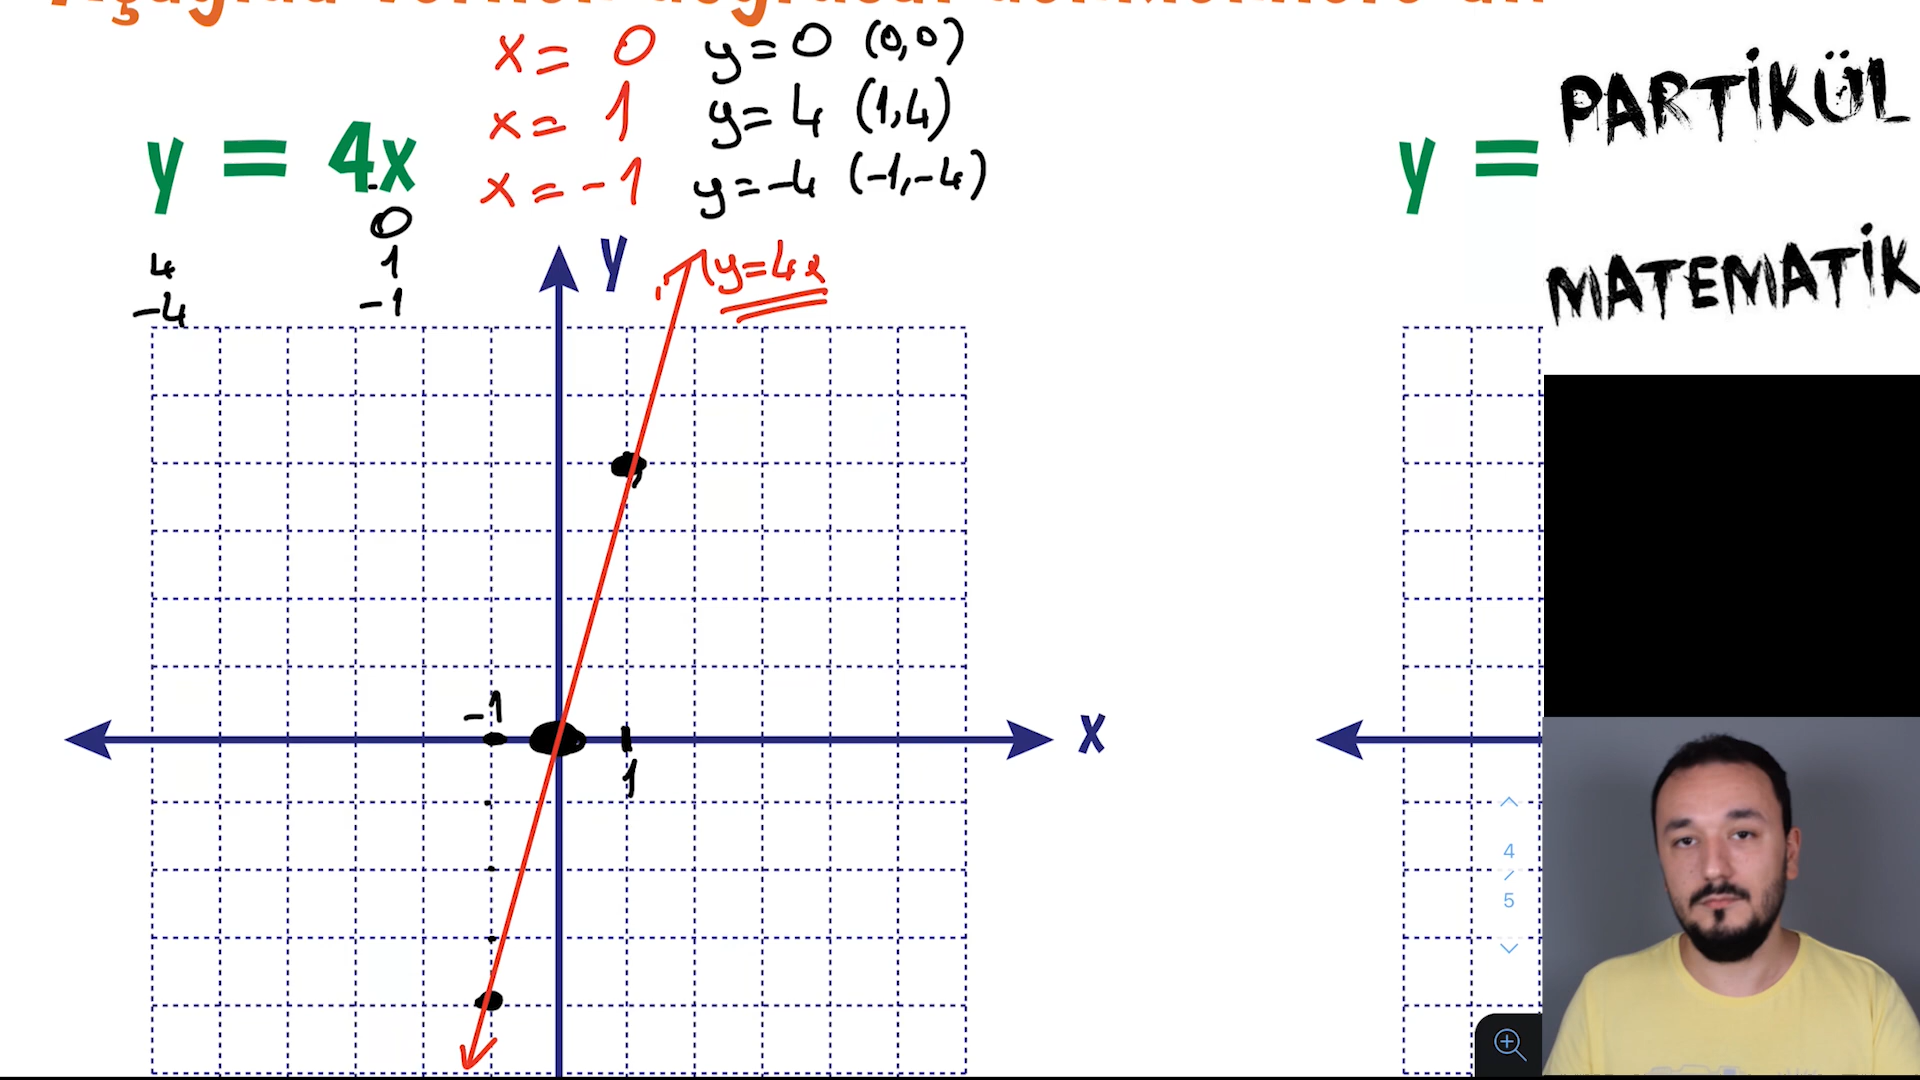 x = 0 y = 0 (0,0)
x = 1 y = 4 (1,4)
x = -1 y = -4 (-1,-4)
y = 4x
0
4 1
-4 -1
y
y=4x
-1
1
x
y =
PARTİKÜL
MATEMATİK
4
5